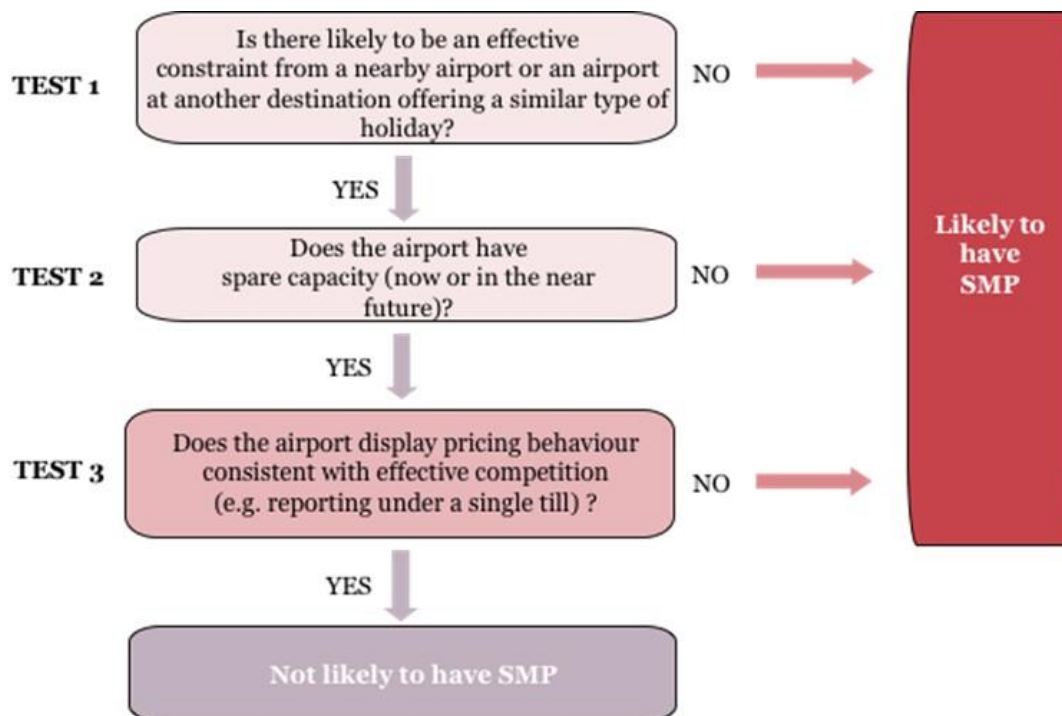 TEST 1
Is there likely to be an effective
constraint from a nearby airport or an airport
at another destination offering a similar type of
holiday?
NO
YES
TEST 2
Does the airport have
spare capacity (now or in the near
future)?
NO
Likely to
have
SMP
YES
TEST 3
Does the airport display pricing behaviour
consistent with effective competition
(e.g. reporting under a single till) ?
NO
YES
Not likely to have SMP